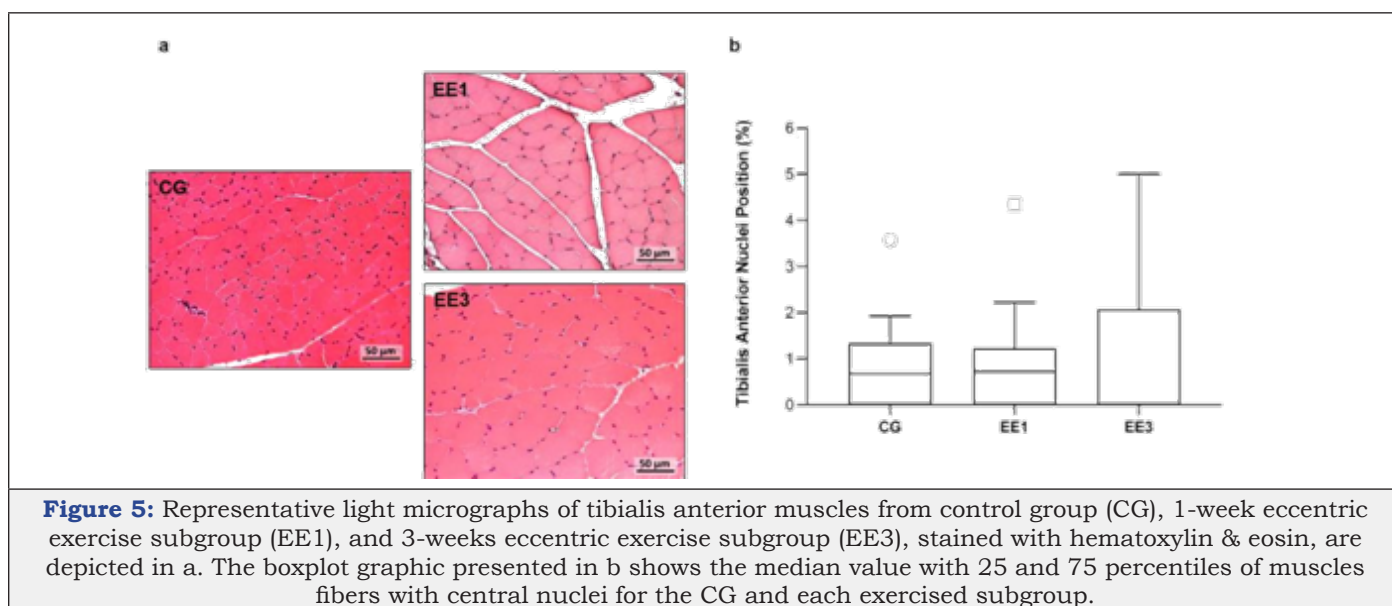 a
CG
50 µm
EE1
50 µm
EE3
50 µm
b
Tibialis Anterior Nuclei Position (%)
6
5
4
3
2
1
0
CG EE1 EE3
Figure 5: Representative light micrographs of tibialis anterior muscles from control group (CG), 1-week eccentric
exercise subgroup (EE1), and 3-weeks eccentric exercise subgroup (EE3), stained with hematoxylin & eosin, are
depicted in a. The boxplot graphic presented in b shows the median value with 25 and 75 percentiles of muscles
fibers with central nuclei for the CG and each exercised subgroup.